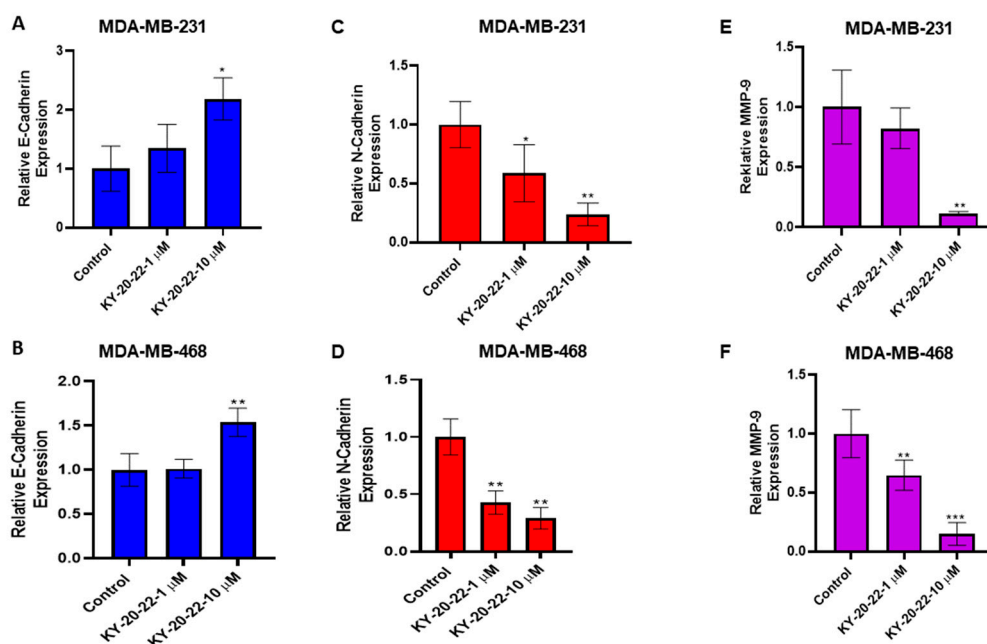 A
MDA-MB-231
Relative E-Cadherin
Expression
3
2
1
0
*
Control
KY-20-22-1 μM
KY-20-22-10 μM
C
MDA-MB-231
Relative N-Cadherin
Expression
1.5
1.0
0.5
0.0
*
**
Control
KY-20-22-1 μM
KY-20-22-10 μM
E
MDA-MB-231
Reklative MMP-9
Expression
1.5
1.0
0.5
0.0
**
Control
KY-20-22-1 μM
KY-20-22-10 μM
B
MDA-MB-468
Relative E-Cadherin
Expression
2.0
1.5
1.0
0.5
0.0
**
Control
KY-20-22-1 μM
KY-20-22-10 μM
D
MDA-MB-468
Relative N-Cadherin
Expression
1.5
1.0
0.5
0.0
**
**
Control
KY-20-22-1 μM
KY-20-22-10 μM
F
MDA-MB-468
Relative MMP-9
Expression
1.5
1.0
0.5
0.0
**
***
Control
KY-20-22-1 μM
KY-20-22-10 μM